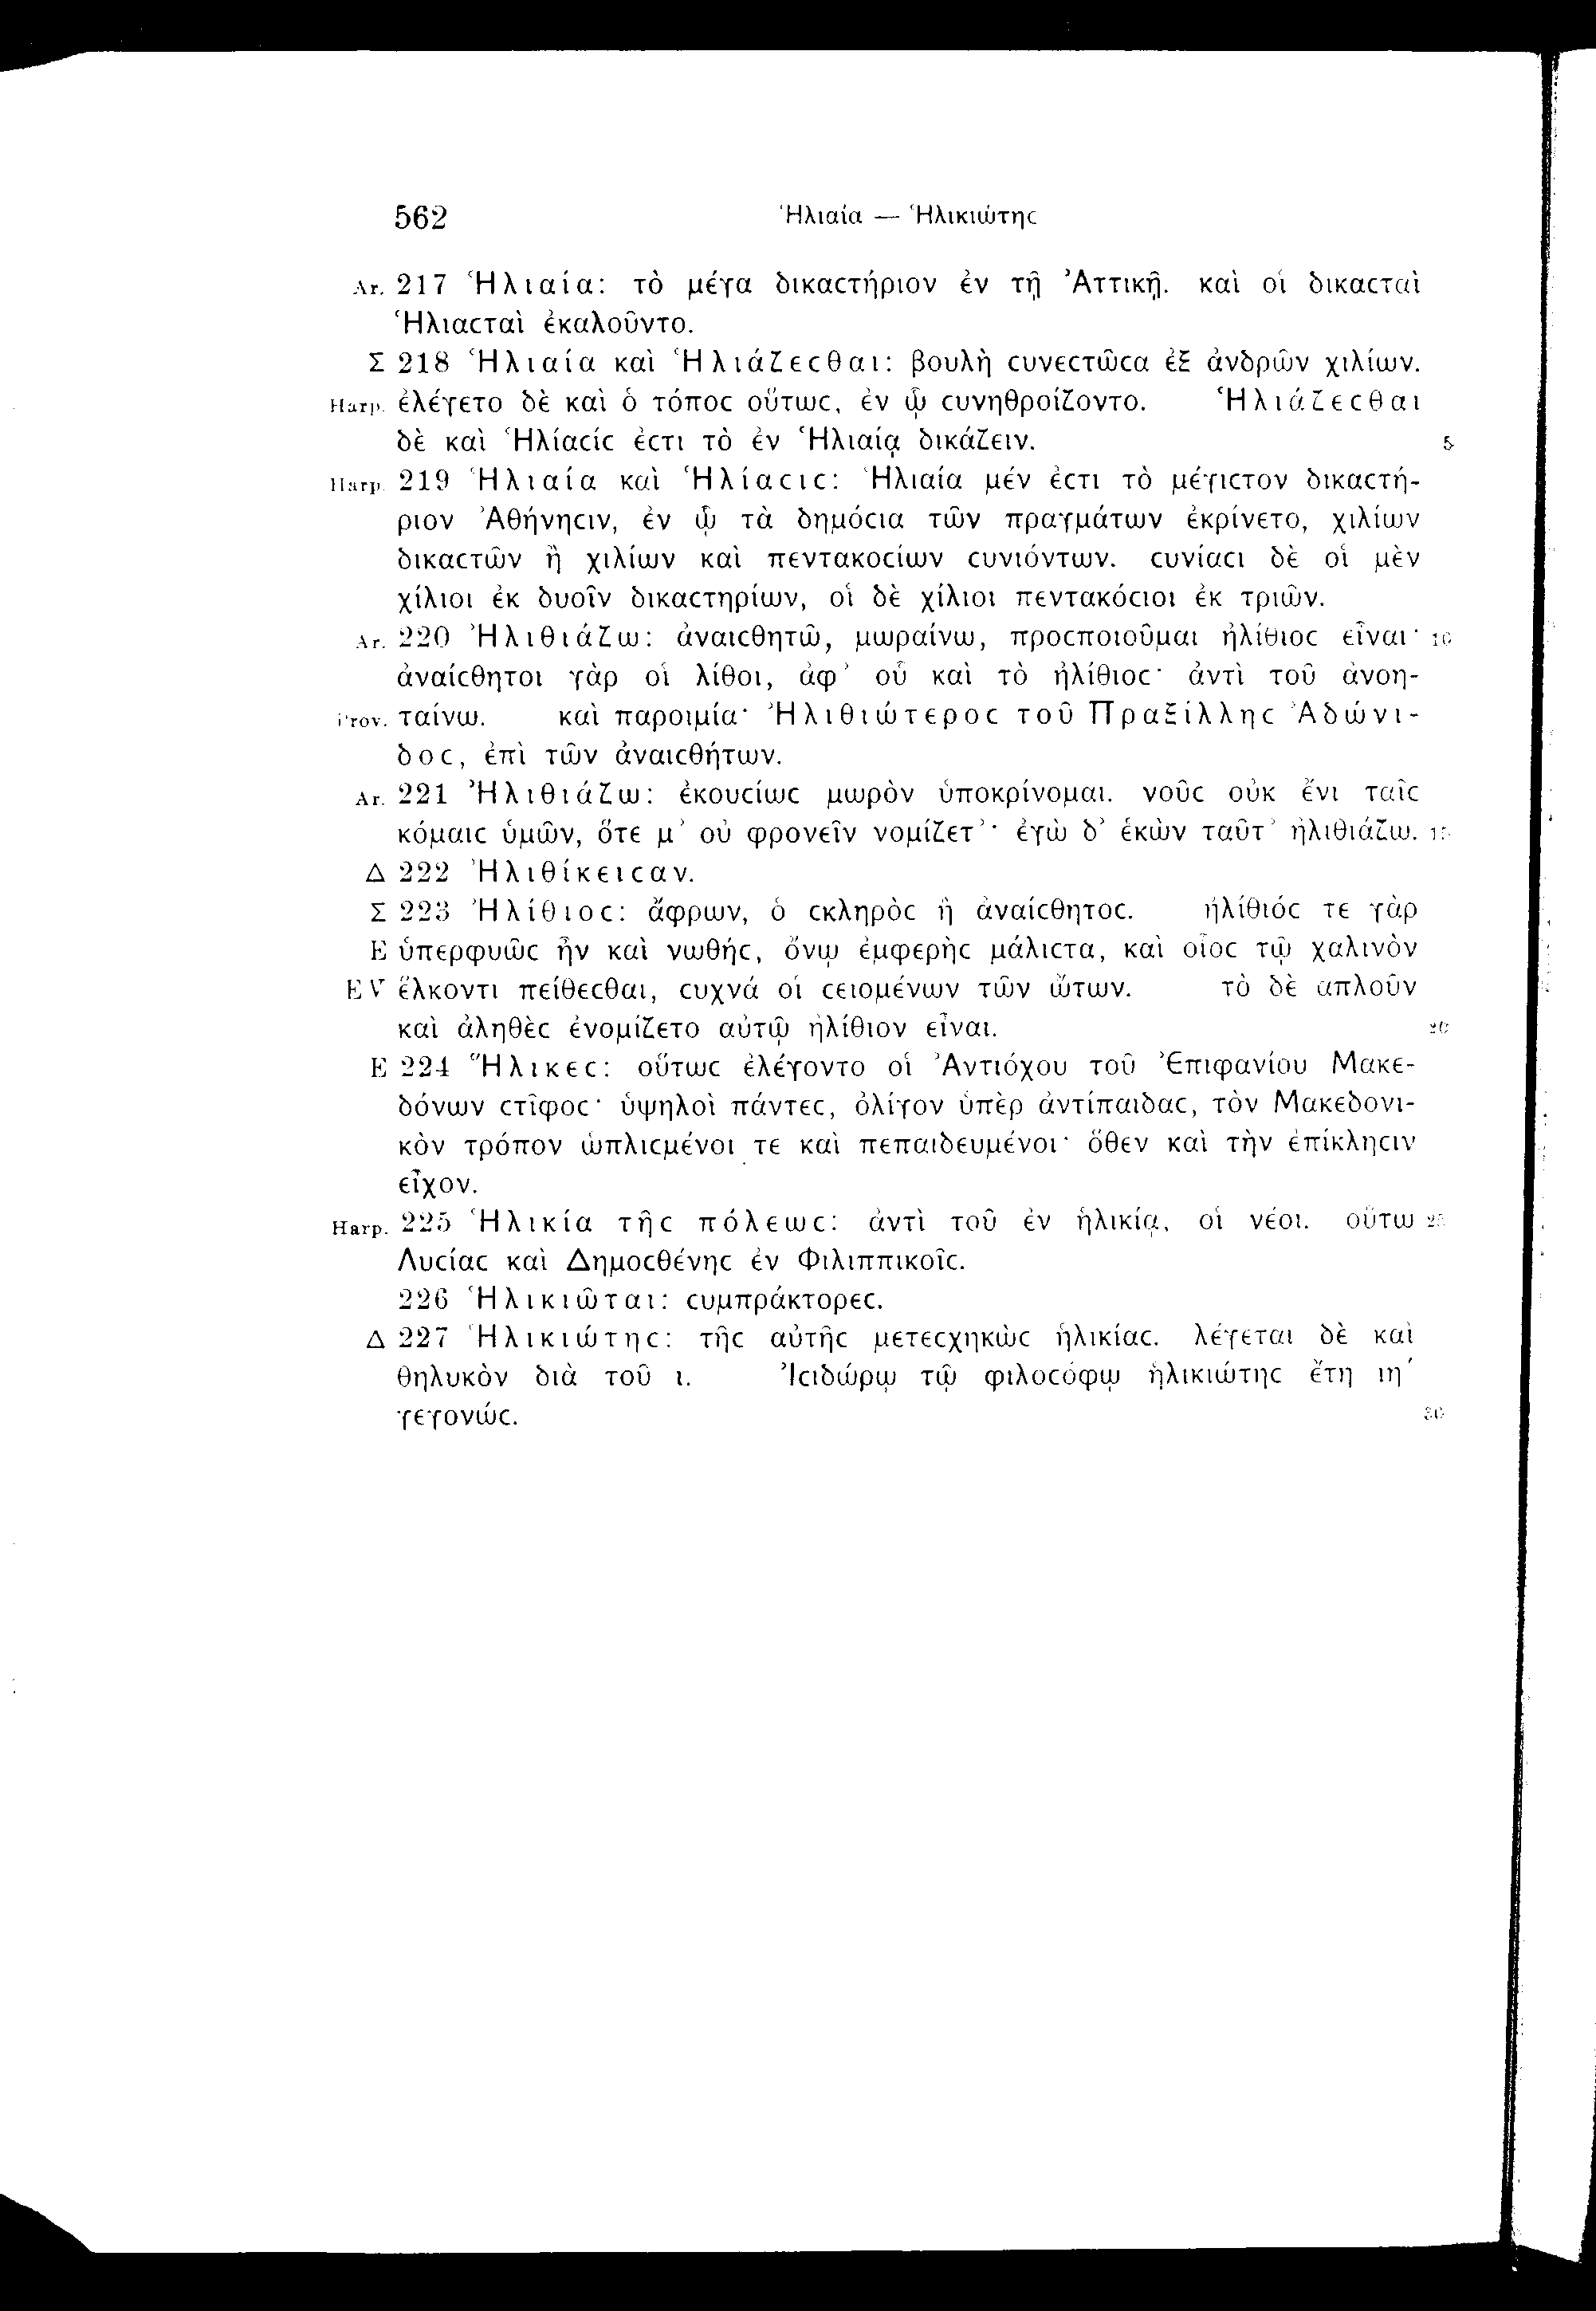 562 Ἡλιαία — Ἡλικιώτηϲ
Ar. 217 Ἡλιαία: τὸ μέγα δικαϲτήριον ἐν τῇ Ἀττικῇ. καὶ οἱ δικαϲταὶ
Ἡλιαϲταὶ ἐκαλοῦντο.
Σ 218 Ἡλιαία καὶ Ἡλιάζεϲθαι: βουλὴ ϲυνεϲτῶϲα ἐξ ἀνδρῶν χιλίων.
Harp. ἐλέγετο δὲ καὶ ὁ τόποϲ οὕτωϲ, ἐν ᾧ ϲυνηθροίζοντο. Ἡλιάζεϲθαι
δὲ καὶ Ἡλίαϲίϲ ἐϲτι τὸ ἐν Ἡλιαίᾳ δικάζειν. 5
Harp. 219 Ἡλιαία καὶ Ἡλίαϲιϲ: Ἡλιαία μέν ἐϲτι τὸ μέγιϲτον δικαϲτή-
ριον Ἀθήνηϲιν, ἐν ᾧ τὰ δημόϲια τῶν πραγμάτων ἐκρίνετο, χιλίων
δικαϲτῶν ἢ χιλίων καὶ πεντακοϲίων ϲυνιόντων. ϲυνίαϲι δὲ οἱ μὲν
χίλιοι ἐκ δυοῖν δικαϲτηρίων, οἱ δὲ χίλιοι πεντακόϲιοι ἐκ τριῶν.
Ar. 220 Ἠλιθιάζω: ἀναιϲθητῶ, μωραίνω, προϲποιοῦμαι ἠλίθιοϲ εἶναι· 10
ἀναίϲθητοι γὰρ οἱ λίθοι, ἀφ’ οὗ καὶ τὸ ἠλίθιοϲ· ἀντὶ τοῦ ἀνοη-
Prov. ταίνω. καὶ παροιμία· Ἠλιθιώτεροϲ τοῦ Πραξίλληϲ Ἀδώνι-
δοϲ, ἐπὶ τῶν ἀναιϲθήτων.
Ar. 221 Ἠλιθιάζω: ἑκουϲίωϲ μωρὸν ὑποκρίνομαι. νοῦϲ οὐκ ἔνι ταῖϲ
κόμαιϲ ὑμῶν, ὅτε μ’ οὐ φρονεῖν νομίζετ’· ἐγὼ δ’ ἑκὼν ταῦτ’ ἠλιθιάζω. 15
Δ 222 Ἠλιθίκειϲαν.
Σ 223 Ἠλίθιοϲ: ἄφρων, ὁ ϲκληρὸϲ ἢ ἀναίϲθητοϲ. ἠλίθιόϲ τε γὰρ
E ὑπερφυῶϲ ἦν καὶ νωθήϲ, ὄνῳ ἐμφερὴϲ μάλιϲτα, καὶ οἷοϲ τῷ χαλινὸν
EV ἕλκοντι πείθεϲθαι, ϲυχνά οἱ ϲειομένων τῶν ὤτων. τὸ δὲ ἁπλοῦν
καὶ ἀληθὲϲ ἐνομίζετο αὐτῷ ἠλίθιον εἶναι. 20
E 224 Ἥλικεϲ: οὕτωϲ ἐλέγοντο οἱ Ἀντιόχου τοῦ Ἐπιφανίου Μακε-
δόνων ϲτῖφοϲ· ὑψηλοὶ πάντεϲ, ὀλίγον ὑπὲρ ἀντίπαιδαϲ, τὸν Μακεδονι-
κὸν τρόπον ὡπλιϲμένοι τε καὶ πεπαιδευμένοι· ὅθεν καὶ τὴν ἐπίκληϲιν
εἶχον.
Harp. 225 Ἡλικία τῆϲ πόλεωϲ: ἀντὶ τοῦ ἐν ἡλικίᾳ, οἱ νέοι. οὕτω 25
Λυϲίαϲ καὶ Δημοϲθένηϲ ἐν Φιλιππικοῖϲ.
226 Ἡλικιῶται: ϲυμπράκτορεϲ.
Δ 227 Ἡλικιώτηϲ: τῆϲ αὐτῆϲ μετεϲχηκὼϲ ἡλικίαϲ. λέγεται δὲ καὶ
θηλυκὸν διὰ τοῦ ι. Ἰϲιδώρῳ τῷ φιλοϲόφῳ ἡλικιώτηϲ ἔτη ιη΄
γεγονώϲ. 30